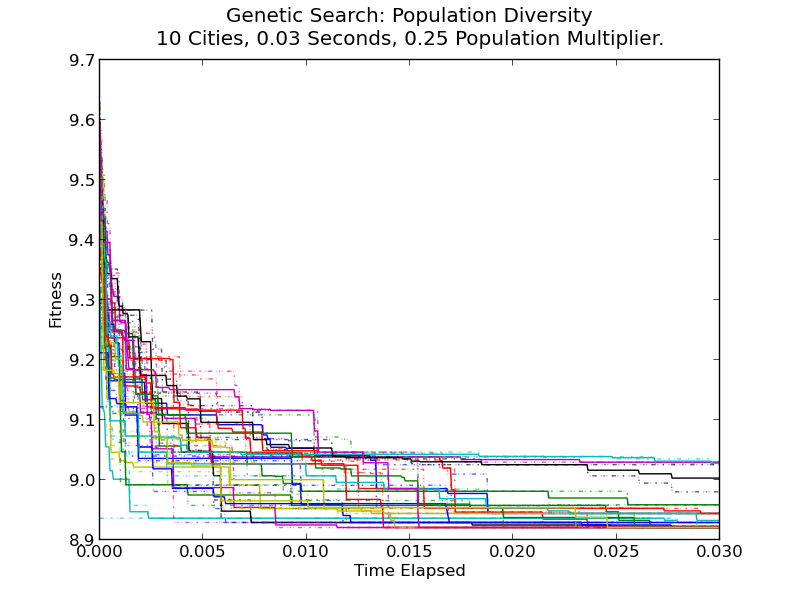 Genetic Search: Population Diversity
10 Cities, 0.03 Seconds, 0.25 Population Multiplier.
9.7
9.6
9.5
9.4
9.3
9.2
9.1
9.0
8.9
Fitness
0.000 0.005 0.010 0.015 0.020 0.025 0.030
Time Elapsed